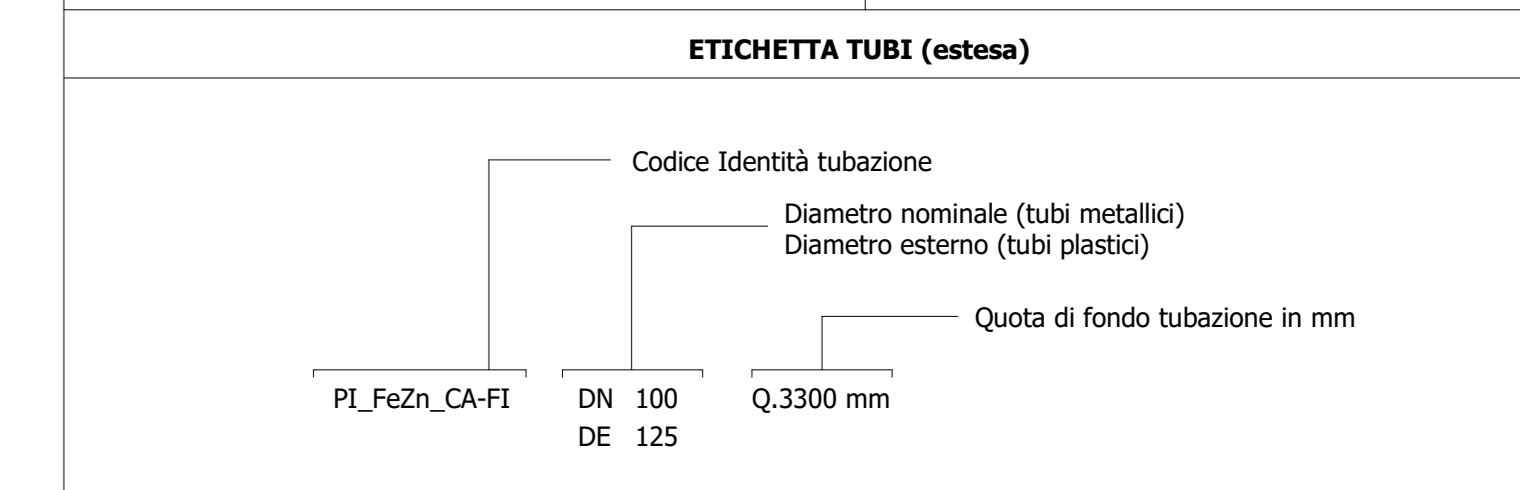 ETICHETTA TUBI (estesa)
Codice Identità tubazione
Diametro nominale (tubi metallici)
Diametro esterno (tubi plastici)
Quota di fondo tubazione in mm
PI_FeZn_CA-FI DN 100 Q.3300 mm
DE 125